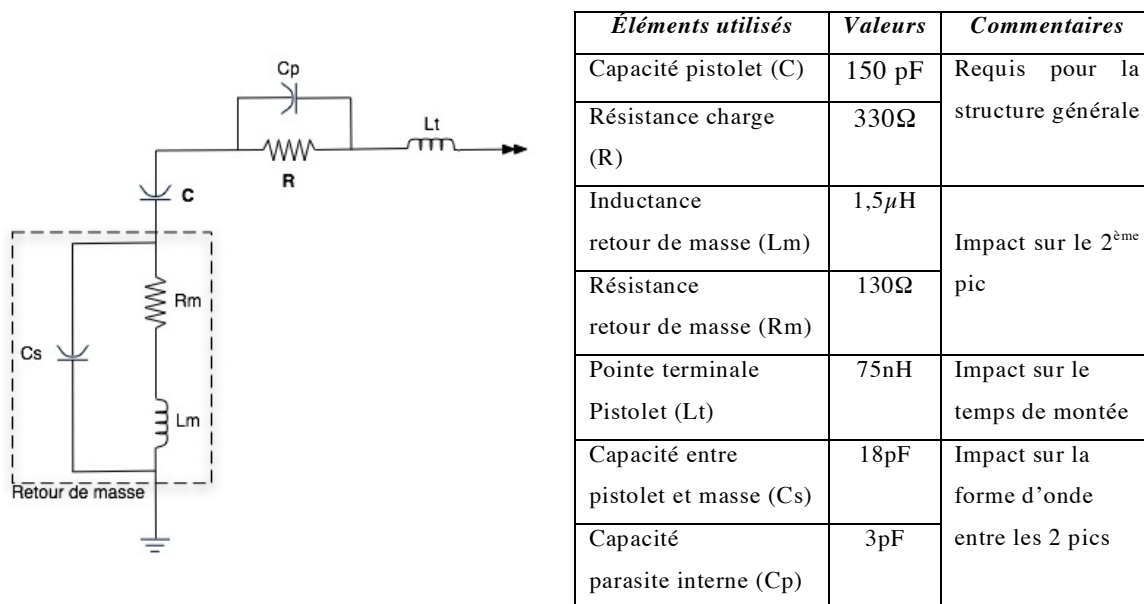 Cp
Lt
R
C
Rm
Cs
Lm
Retour de masse
Éléments utilisés Valeurs Commentaires
Capacité pistolet (C) 150 pF Requis pour la
structure générale
Résistance charge 330Ω
(R)
Inductance 1,5µH
retour de masse (Lm)
Impact sur le 2ème
pic
Résistance 130Ω
retour de masse (Rm)
Pointe terminale 75nH Impact sur le
Pistolet (Lt) temps de montée
Capacité entre 18pF Impact sur la
pistolet et masse (Cs) forme d’onde
entre les 2 pics
Capacité 3pF
parasite interne (Cp)